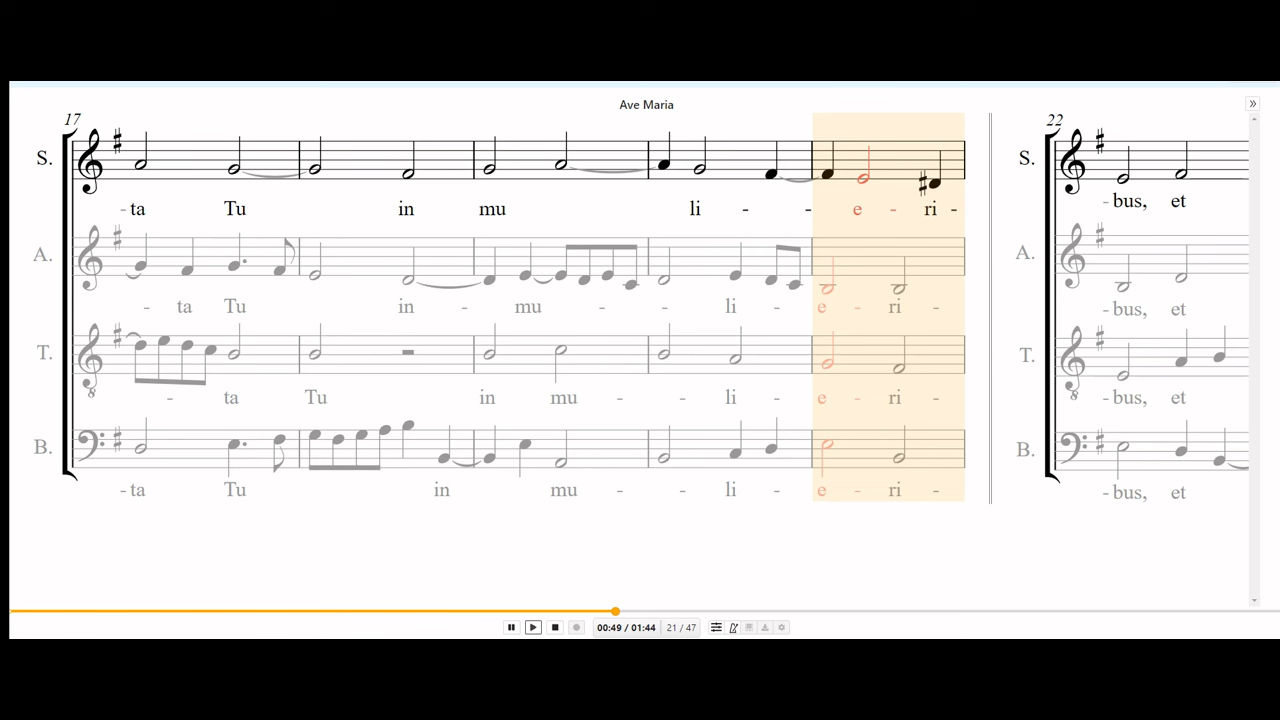 Ave Maria
17
22
S.
- ta Tu in mu li - - e - ri -
S.
- bus, et
A.
- ta Tu in - mu - - li - e - ri -
A.
- bus, et
T.
- ta Tu in mu - - li - e - ri -
T.
- bus, et
8
8
B.
- ta Tu in mu - - li - e - ri -
B.
- bus, et
00:49 / 01:44 21 / 47